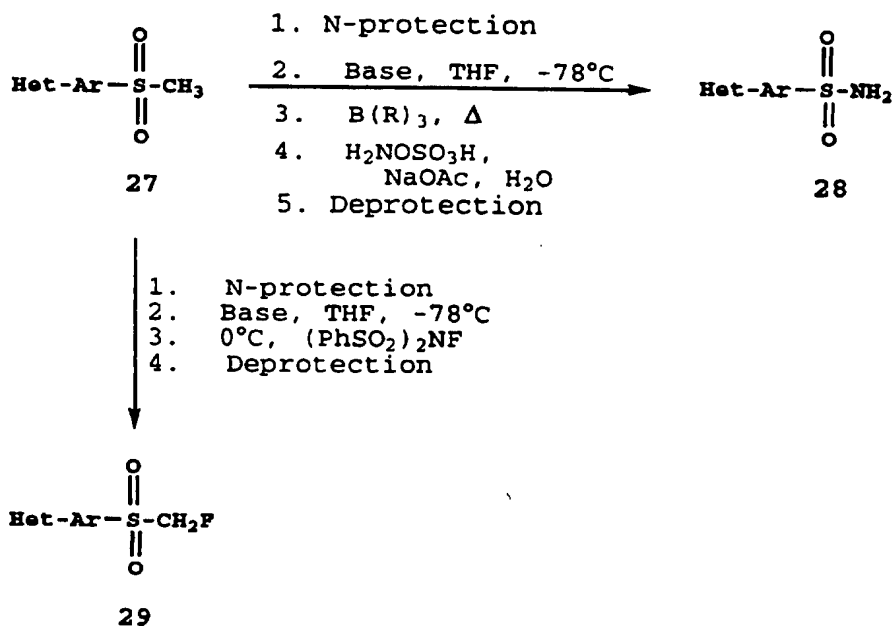 1. N-protection
2. Base, THF, -78°C
3. B(R)3, Δ
4. H2NOSO3H,
NaOAc, H2O
5. Deprotection
O
Het-Ar-S-CH3
O
27
O
Het-Ar-S-NH2
O
28
1. N-protection
2. Base, THF, -78°C
3. 0°C, (PhSO2)2NF
4. Deprotection
O
Het-Ar-S-CH2F
O
29